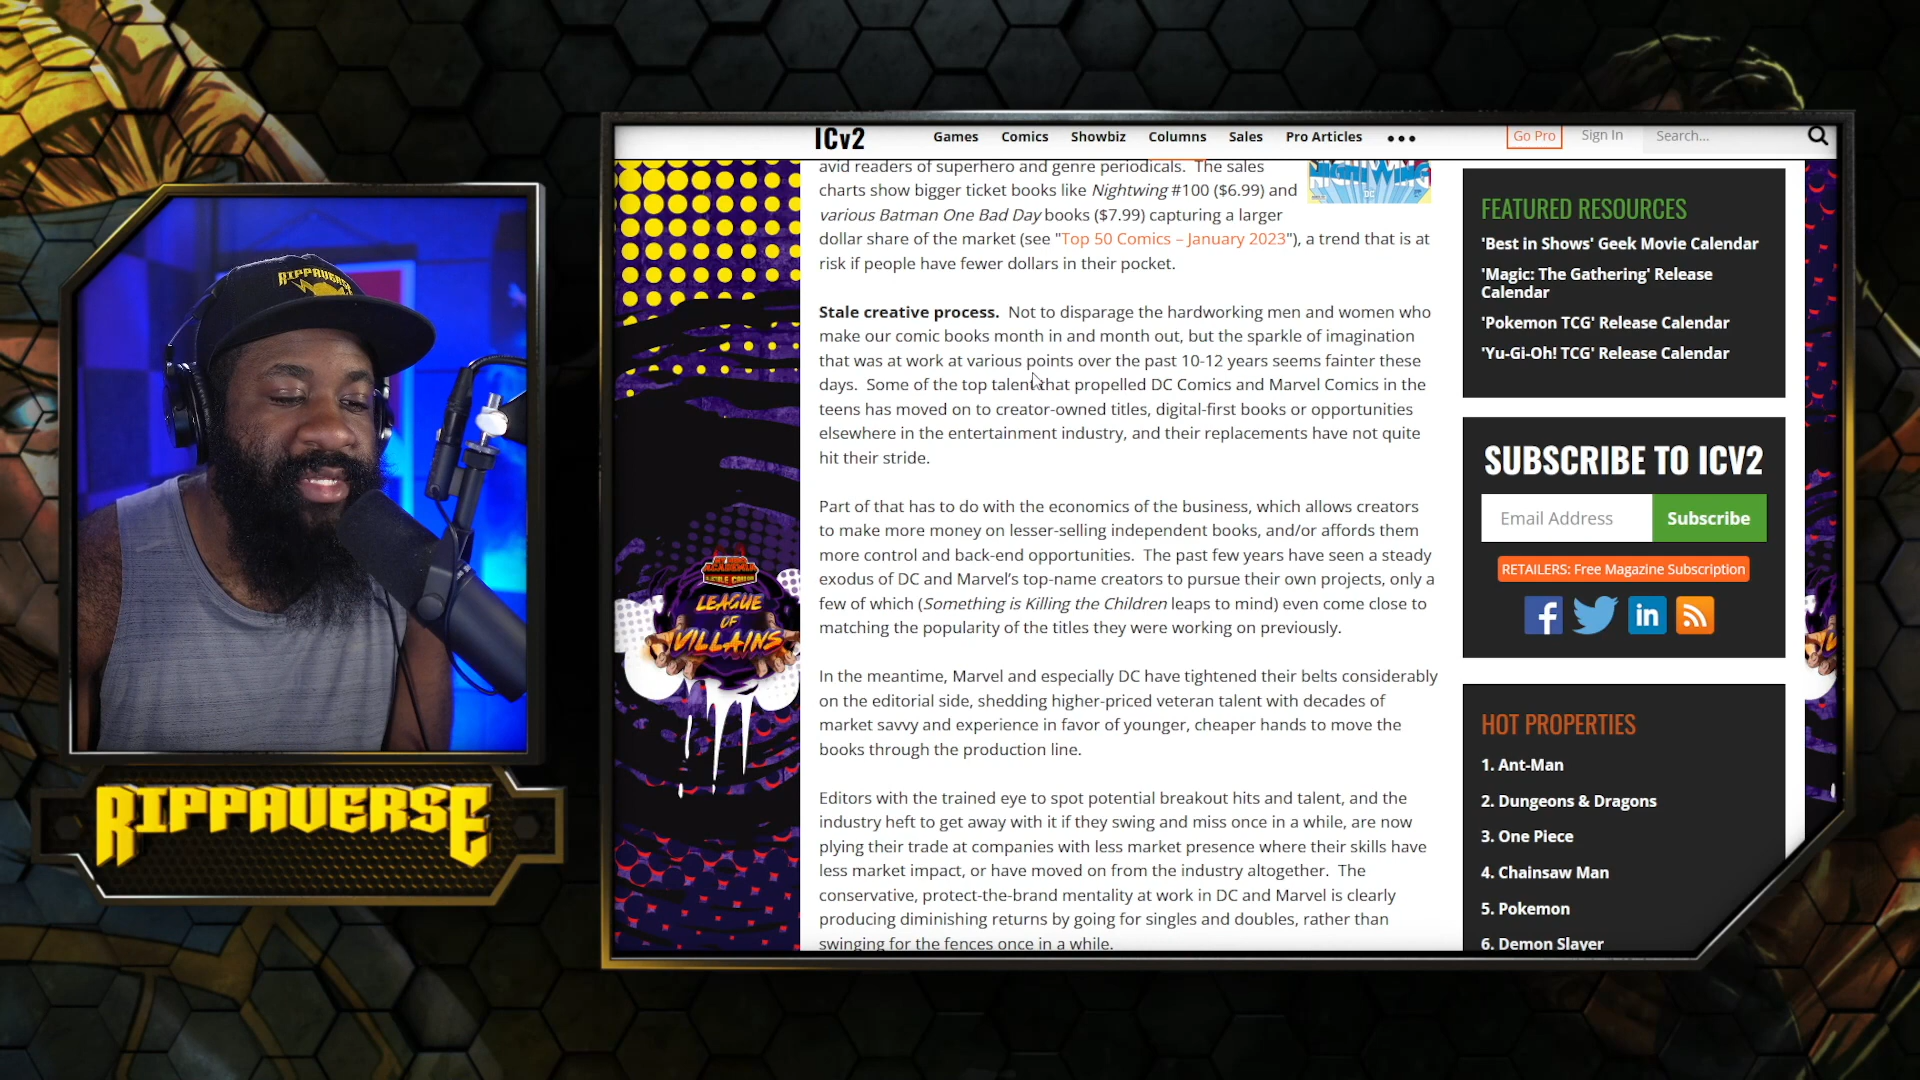 RIPPAVERSE
RIPPAVERSE
ICv2
Games
Comics
Showbiz
Columns
Sales
Pro Articles
Go Pro
Sign In
Search...
avid readers of superhero and genre periodicals. The sales
charts show bigger ticket books like Nightwing #100 ($6.99) and
various Batman One Bad Day books ($7.99) capturing a larger
dollar share of the market (see "Top 50 Comics – January 2023"), a trend that is at
risk if people have fewer dollars in their pocket.
NIGHTWING
DC
Stale creative process. Not to disparage the hardworking men and women who
make our comic books month in and month out, but the sparkle of imagination
that was at work at various points over the past 10-12 years seems fainter these
days. Some of the top talent that propelled DC Comics and Marvel Comics in the
teens has moved on to creator-owned titles, digital-first books or opportunities
elsewhere in the entertainment industry, and their replacements have not quite
hit their stride.
Part of that has to do with the economics of the business, which allows creators
to make more money on lesser-selling independent books, and/or affords them
more control and back-end opportunities. The past few years have seen a steady
exodus of DC and Marvel's top-name creators to pursue their own projects, only a
few of which (Something is Killing the Children leaps to mind) even come close to
matching the popularity of the titles they were working on previously.
In the meantime, Marvel and especially DC have tightened their belts considerably
on the editorial side, shedding higher-priced veteran talent with decades of
market savvy and experience in favor of younger, cheaper hands to move the
books through the production line.
Editors with the trained eye to spot potential breakout hits and talent, and the
industry heft to get away with it if they swing and miss once in a while, are now
plying their trade at companies with less market presence where their skills have
less market impact, or have moved on from the industry altogether. The
conservative, protect-the-brand mentality at work in DC and Marvel is clearly
producing diminishing returns by going for singles and doubles, rather than
swinging for the fences once in a while.
LEAGUE
OF
VILLAINS
FEATURED RESOURCES
'Best in Shows' Geek Movie Calendar
'Magic: The Gathering' Release
Calendar
'Pokemon TCG' Release Calendar
'Yu-Gi-Oh! TCG' Release Calendar
SUBSCRIBE TO ICV2
Email Address
Subscribe
RETAILERS: Free Magazine Subscription
HOT PROPERTIES
1. Ant-Man
2. Dungeons & Dragons
3. One Piece
4. Chainsaw Man
5. Pokemon
6. Demon Slayer